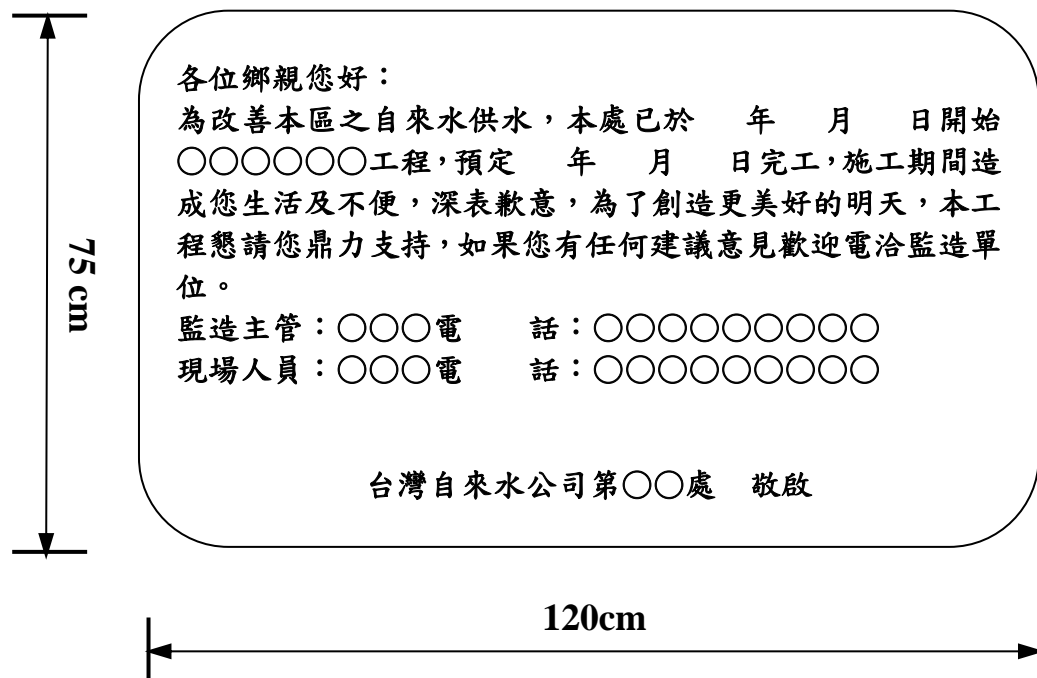 各位鄉親您好：
為改善本區之自來水供水，本處已於　年　月　日開始
○○○○○○工程，預定　年　月　日完工，施工期間造
成您生活及不便，深表歉意，為了創造更美好的明天，本工
程懇請您鼎力支持，如果您有任何建議意見歡迎電洽監造單
位。
監造主管：○○○電　　話：○○○○○○○○○
現場人員：○○○電　　話：○○○○○○○○○
台灣自來水公司第○○處　敬啟
75 cm
120cm